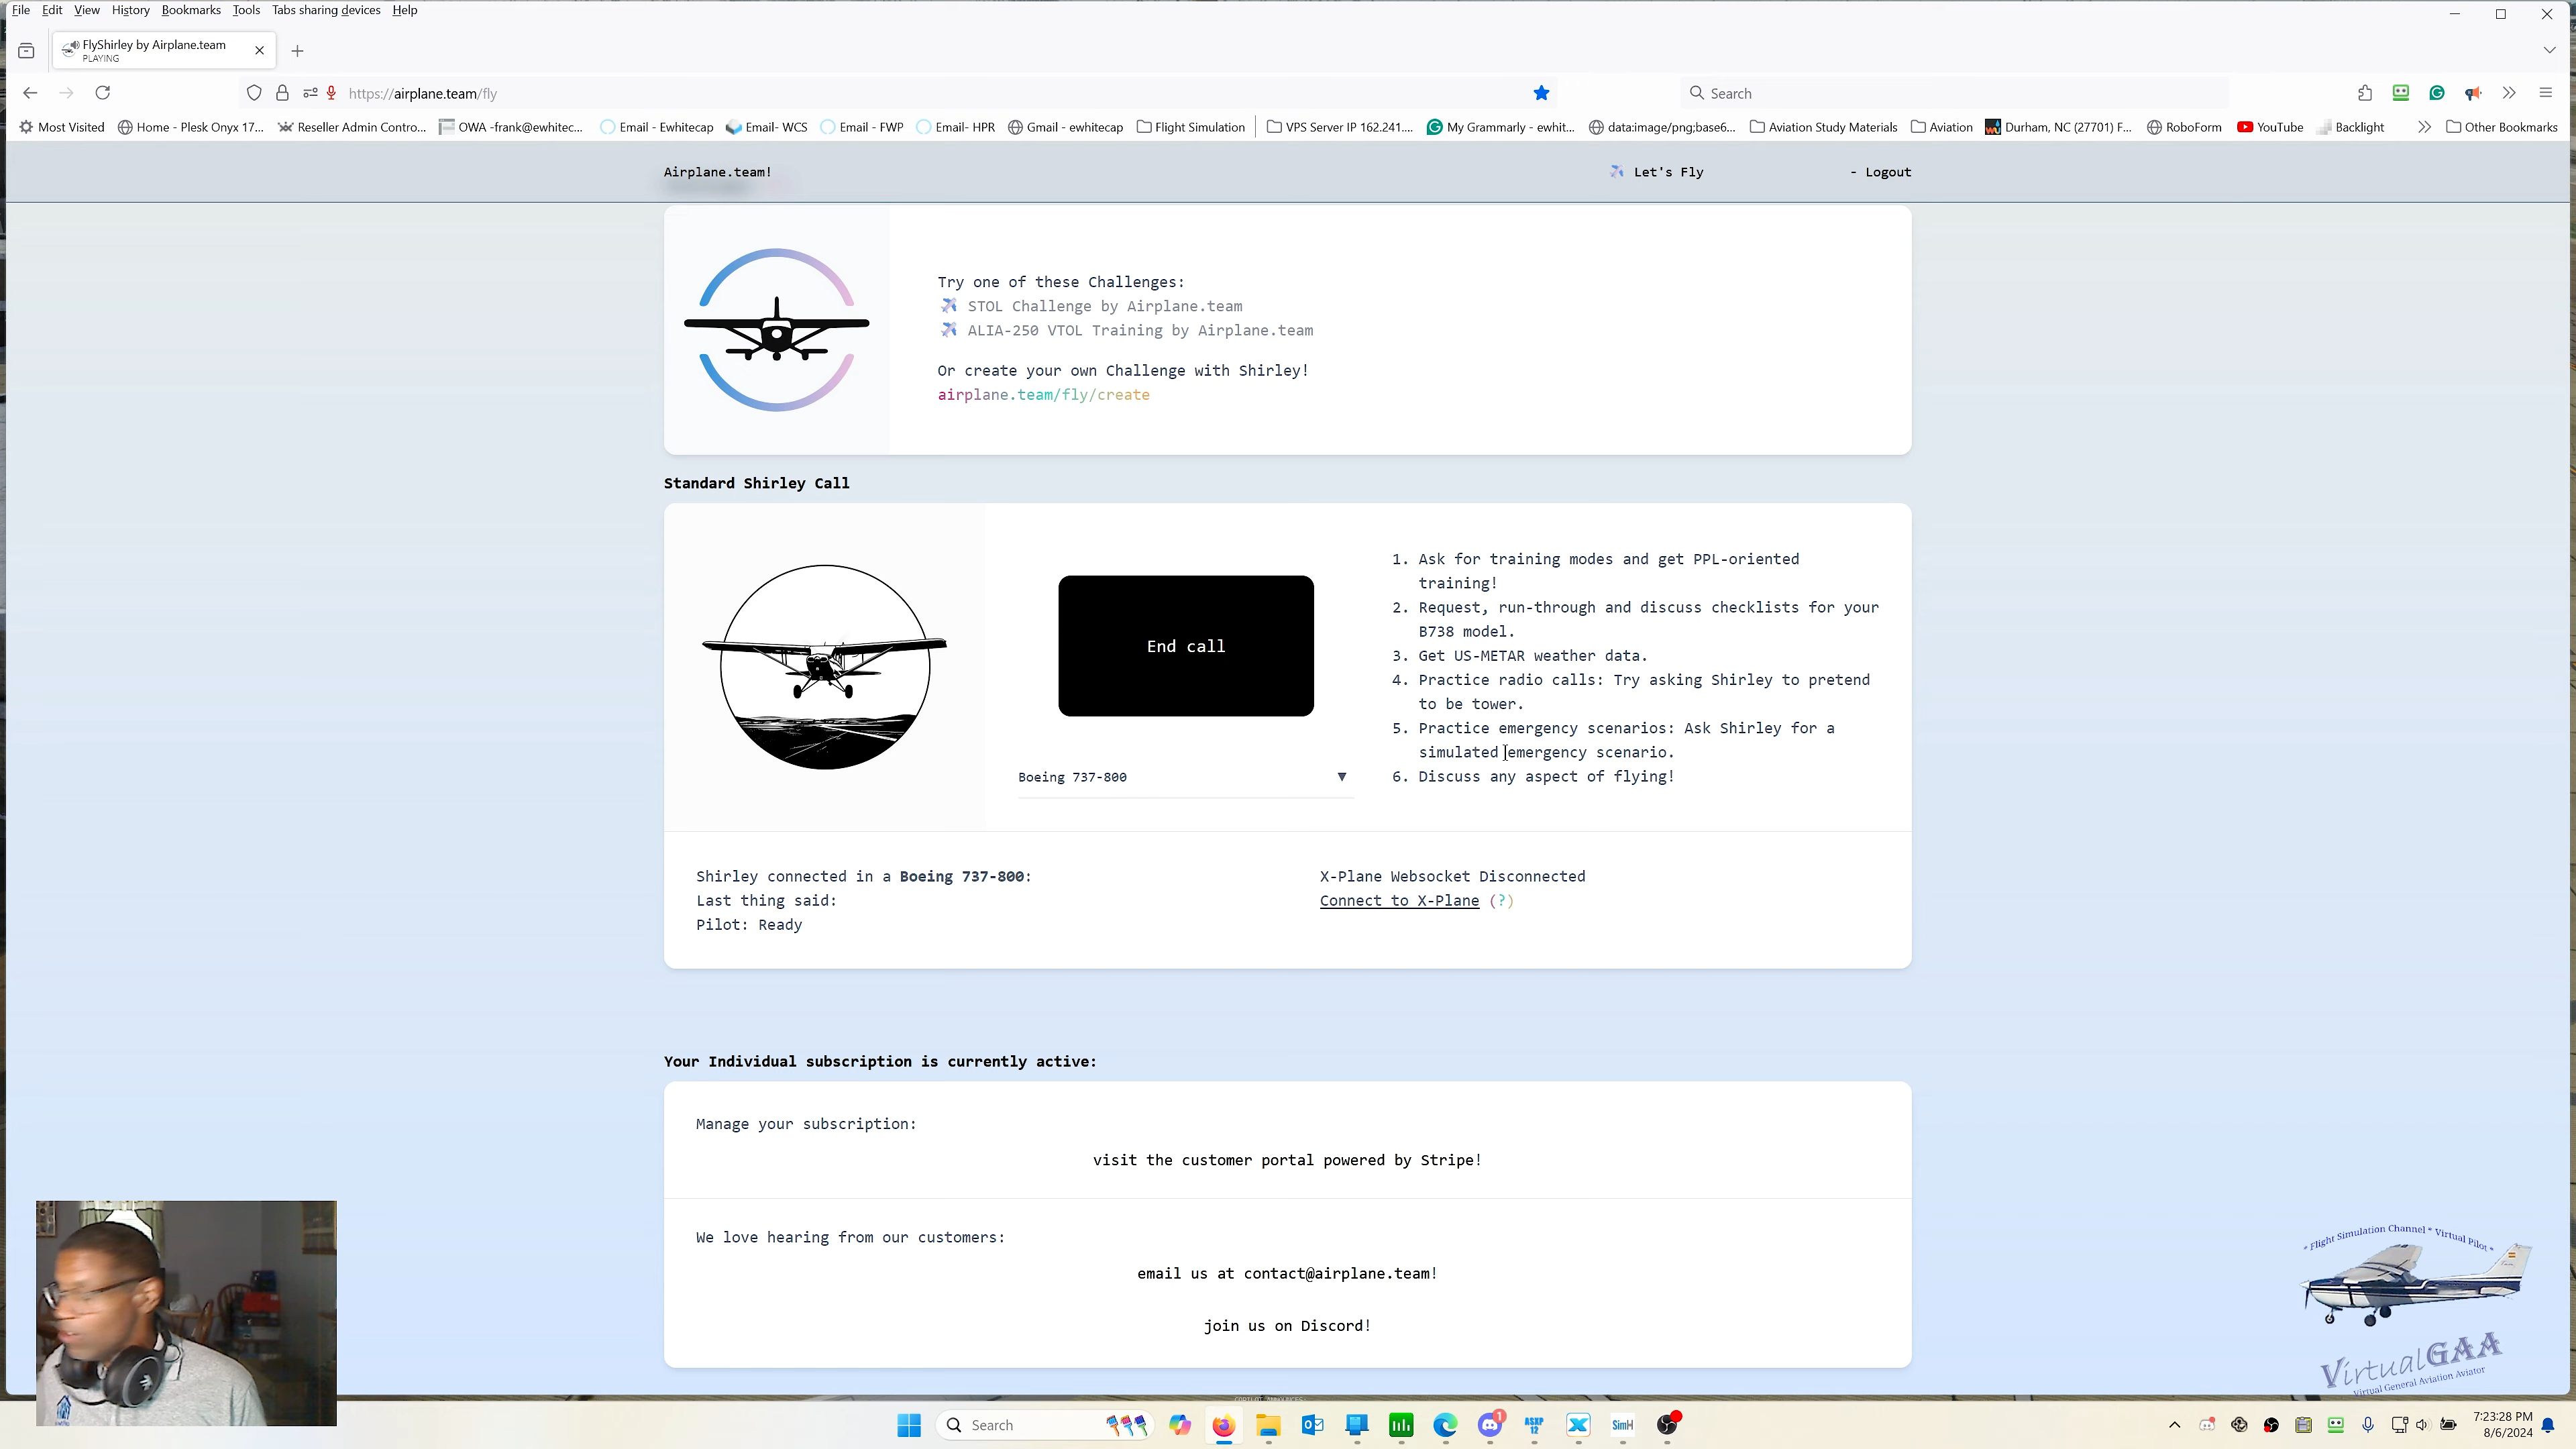 File Edit View History Bookmarks Tools Tabs sharing devices Help
FlyShirley by Airplane.team
PLAYING
https://airplane.team/fly
Search
Most Visited
Home - Plesk Onyx 17...
Reseller Admin Contro...
OWA -frank@ewhitec...
Email - Ewhitecap
Email- WCS
Email - FWP
Email- HPR
Gmail - ewhitecap
Flight Simulation
VPS Server IP 162.241....
My Grammarly - ewhit...
data:image/png;base6...
Aviation Study Materials
Aviation
Durham, NC (27701) F...
RoboForm
YouTube
Backlight
Other Bookmarks
Airplane.team!
Let's Fly
- Logout
Try one of these Challenges:
STOL Challenge by Airplane.team
ALIA-250 VTOL Training by Airplane.team
Or create your own Challenge with Shirley!
airplane.team/fly/create
Standard Shirley Call
End call
Boeing 737-800
1. Ask for training modes and get PPL-oriented
training!
2. Request, run-through and discuss checklists for your
B738 model.
3. Get US-METAR weather data.
4. Practice radio calls: Try asking Shirley to pretend
to be tower.
5. Practice emergency scenarios: Ask Shirley for a
simulated emergency scenario.
6. Discuss any aspect of flying!
Shirley connected in a Boeing 737-800:
Last thing said:
Pilot: Ready
X-Plane Websocket Disconnected
Connect to X-Plane (?)
Your Individual subscription is currently active:
Manage your subscription:
visit the customer portal powered by Stripe!
We love hearing from our customers:
email us at contact@airplane.team!
join us on Discord!
* Flight Simulation Channel * Virtual Pilot *
VirtualGAA
Virtual General Aviation Aviator
Search
1
ASXP
12
SimH
7:23:28 PM
8/6/2024